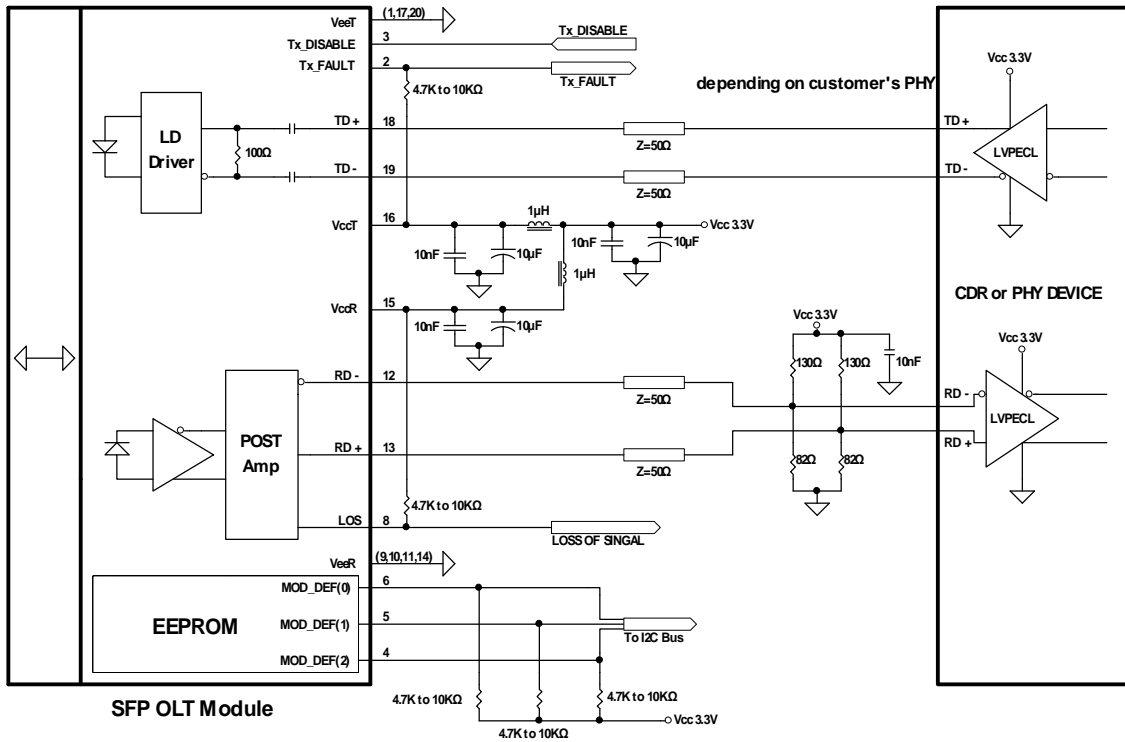 VeeT (1,17,20)
Tx_DISABLE 3 Tx_DISABLE
Tx_FAULT 2 Tx_FAULT
4.7K to 10KΩ
depending on customer's PHY
Vcc 3.3V
LD
Driver
100Ω
TD + 18 Z=50Ω TD +
TD - 19 Z=50Ω TD -
LVPECL
VccT 16
1μH
Vcc 3.3V
10nF 10μF 10nF 10μF
1μH
VccR 15
10nF 10μF
CDR or PHY DEVICE
Vcc 3.3V
130Ω 130Ω 10nF
Vcc 3.3V
POST
Amp
RD - 12 Z=50Ω RD -
RD + 13 Z=50Ω RD +
LVPECL
82Ω 82Ω
4.7K to 10KΩ
LOS 8 LOSS OF SINGAL
VeeR (9,10,11,14)
EEPROM
MOD_DEF(0) 6
MOD_DEF(1) 5
MOD_DEF(2) 4
To I2C Bus
4.7K to 10KΩ 4.7K to 10KΩ
4.7K to 10KΩ
Vcc 3.3V
SFP OLT Module